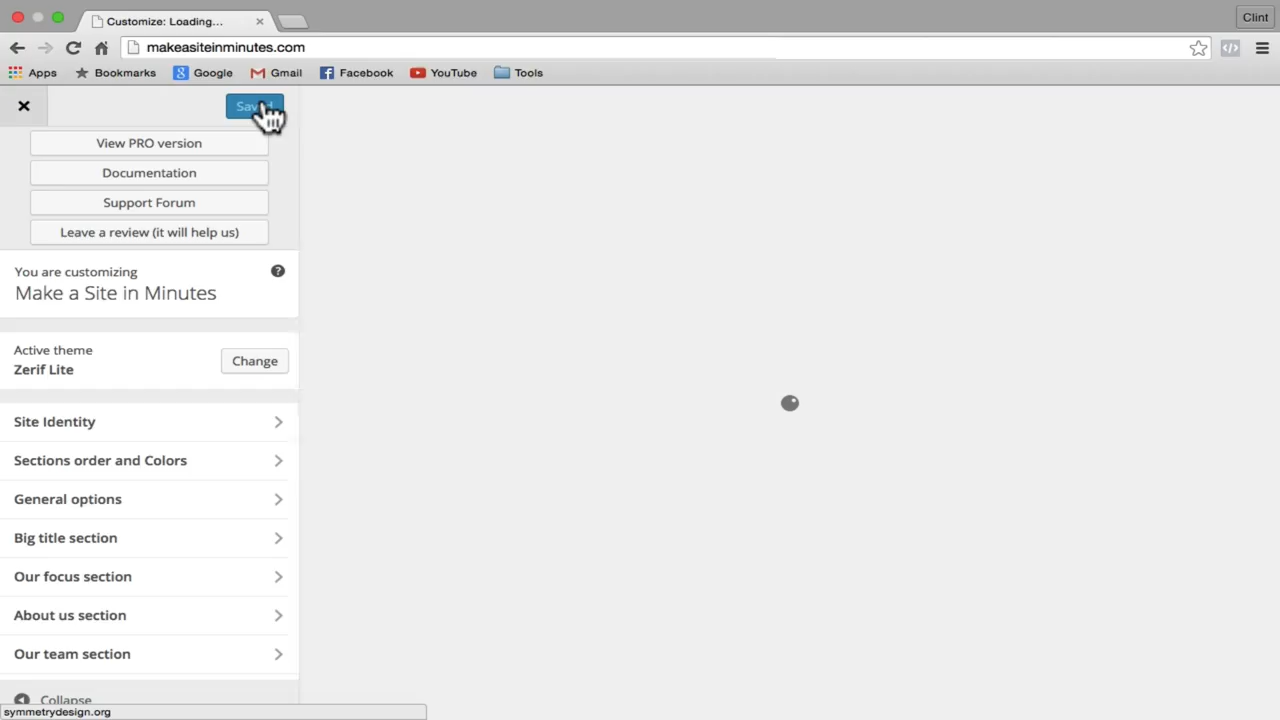 Customize: Loading...
Clint
makeasiteinminutes.com
Apps
Bookmarks
Google
Gmail
Facebook
YouTube
Tools
View PRO version
Documentation
Support Forum
Leave a review (it will help us)
You are customizing
Make a Site in Minutes
Active theme
Zerif Lite
Change
Site Identity
Sections order and Colors
General options
Big title section
Our focus section
About us section
Our team section
Collapse
symmetrydesign.org